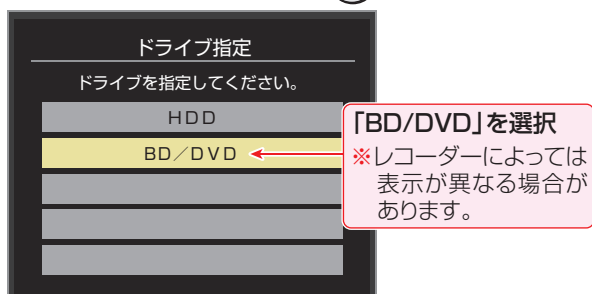 ドライブ指定
ドライブを指定してください。
HDD
BD／DVD
「BD/DVD」を選択
※レコーダーによっては
表示が異なる場合が
あります。